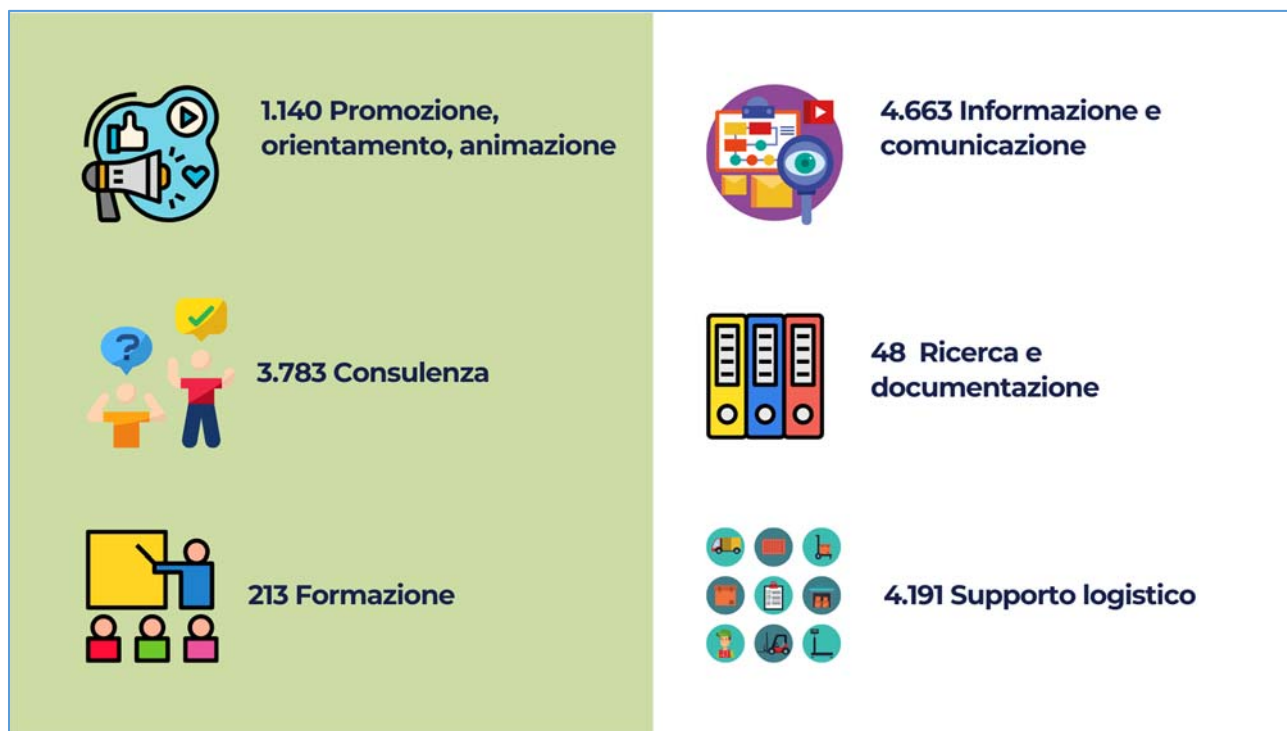 1.140 Promozione,
orientamento, animazione
3.783 Consulenza
213 Formazione
4.663 Informazione e
comunicazione
48 Ricerca e
documentazione
4.191 Supporto logistico